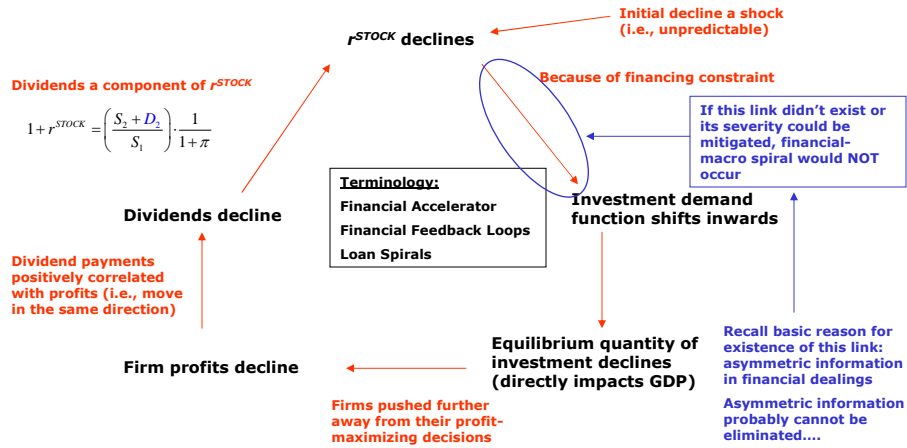 Initial decline a shock
(i.e., unpredictable)
r^STOCK declines
Dividends a component of r^STOCK
1 + r^STOCK = ( (S_2 + D_2) / S_1 ) · 1 / (1 + π)
Because of financing constraint
If this link didn't exist or
its severity could be
mitigated, financial-
macro spiral would NOT
occur
Terminology:
Financial Accelerator
Financial Feedback Loops
Loan Spirals
Investment demand
function shifts inwards
Dividends decline
Dividend payments
positively correlated
with profits (i.e., move
in the same direction)
Equilibrium quantity of
investment declines
(directly impacts GDP)
Firm profits decline
Firms pushed further
away from their profit-
maximizing decisions
Recall basic reason for
existence of this link:
asymmetric information
in financial dealings
Asymmetric information
probably cannot be
eliminated....